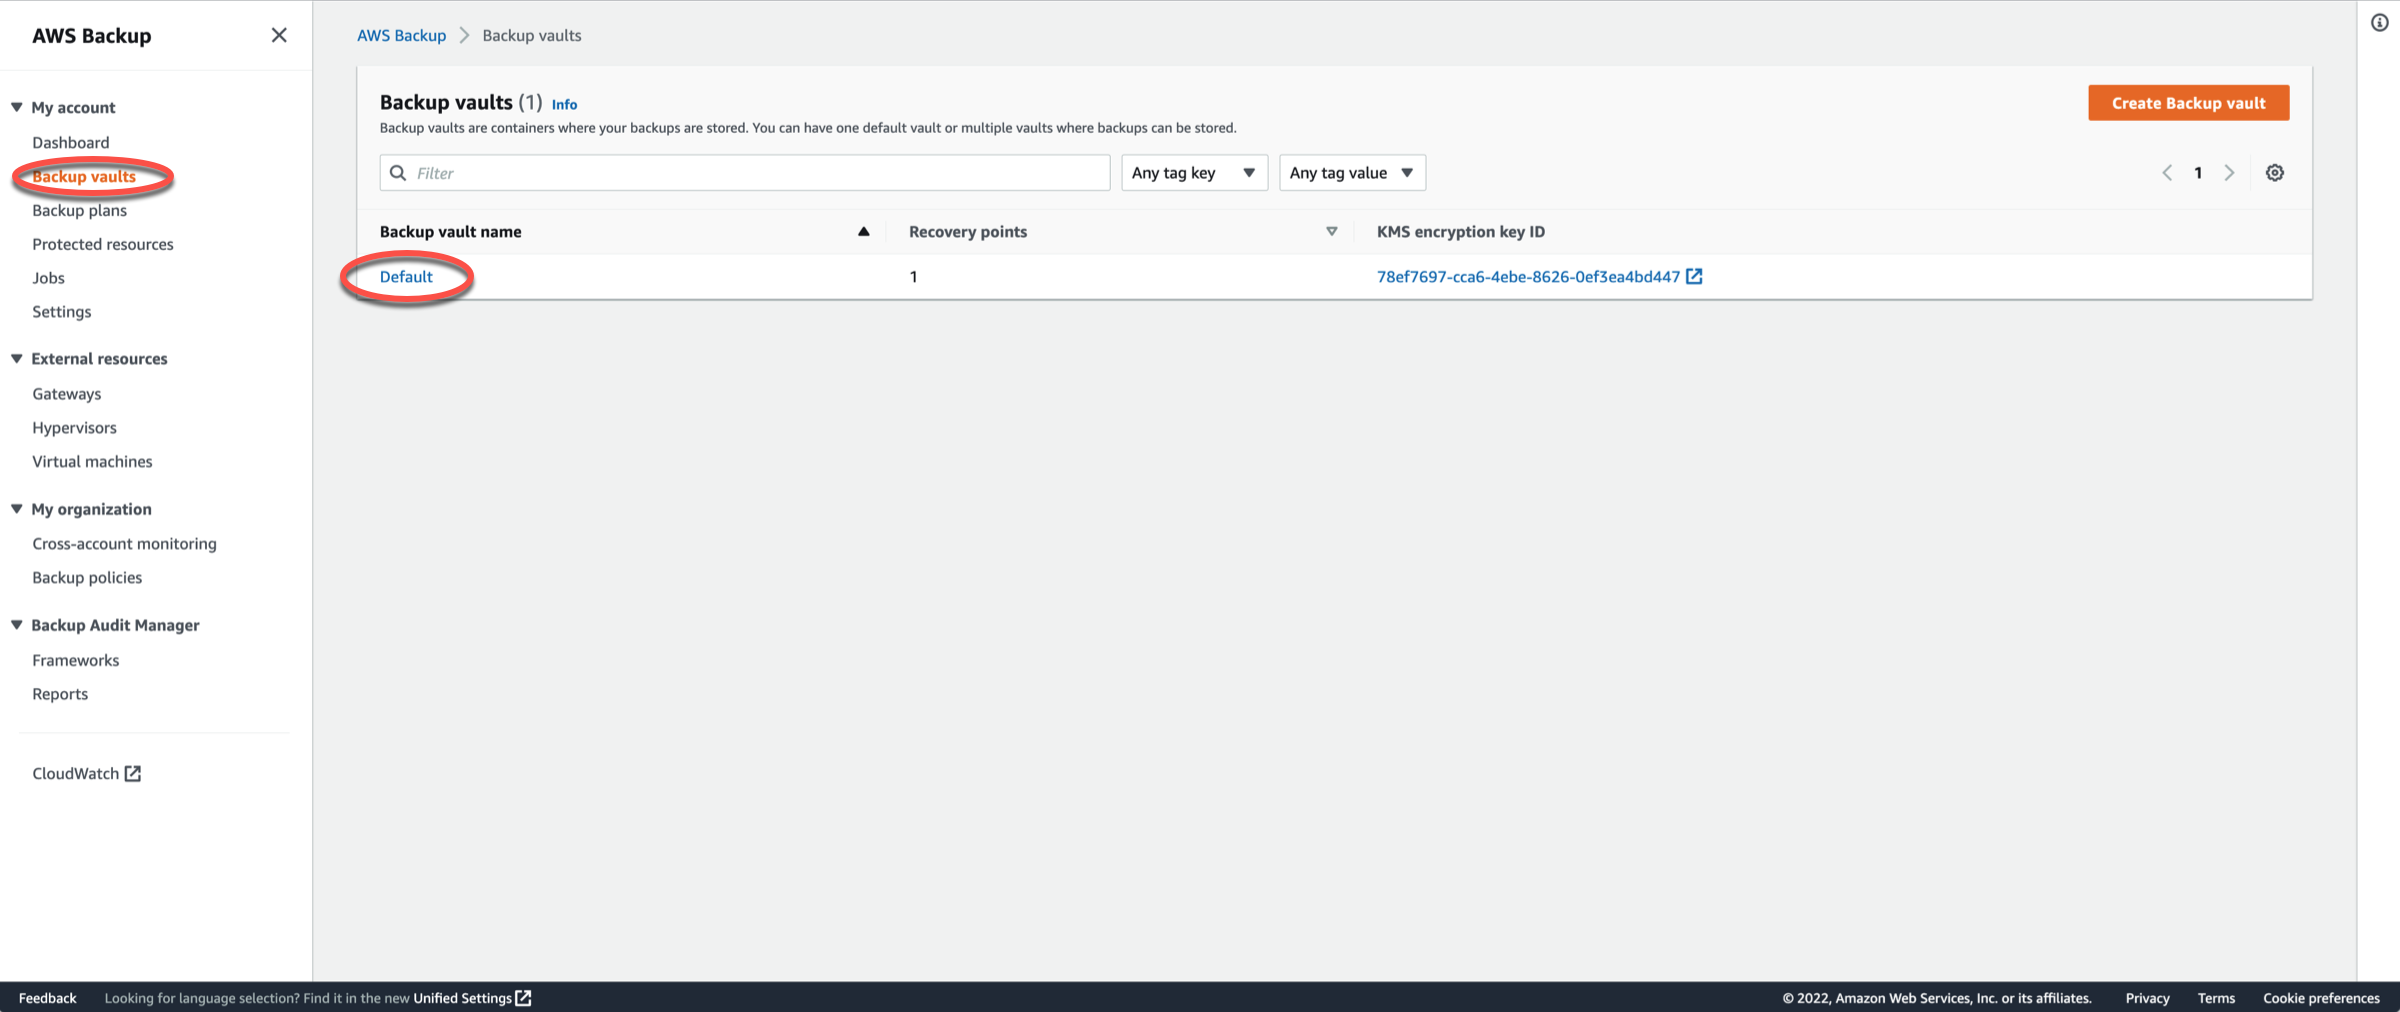 AWS Backup
My account
Dashboard
Backup vaults
Backup plans
Protected resources
Jobs
Settings
External resources
Gateways
Hypervisors
Virtual machines
My organization
Cross-account monitoring
Backup policies
Backup Audit Manager
Frameworks
Reports
CloudWatch
AWS Backup Backup vaults
Backup vaults (1) Info
Create Backup vault
Backup vaults are containers where your backups are stored. You can have one default vault or multiple vaults where backups can be stored.
Filter Any tag key Any tag value 1
Backup vault name Recovery points KMS encryption key ID
Default 1 78ef7697-cca6-4ebe-8626-0ef3ea4bd447
Feedback Looking for language selection? Find it in the new Unified Settings © 2022, Amazon Web Services, Inc. or its affiliates. Privacy Terms Cookie preferences